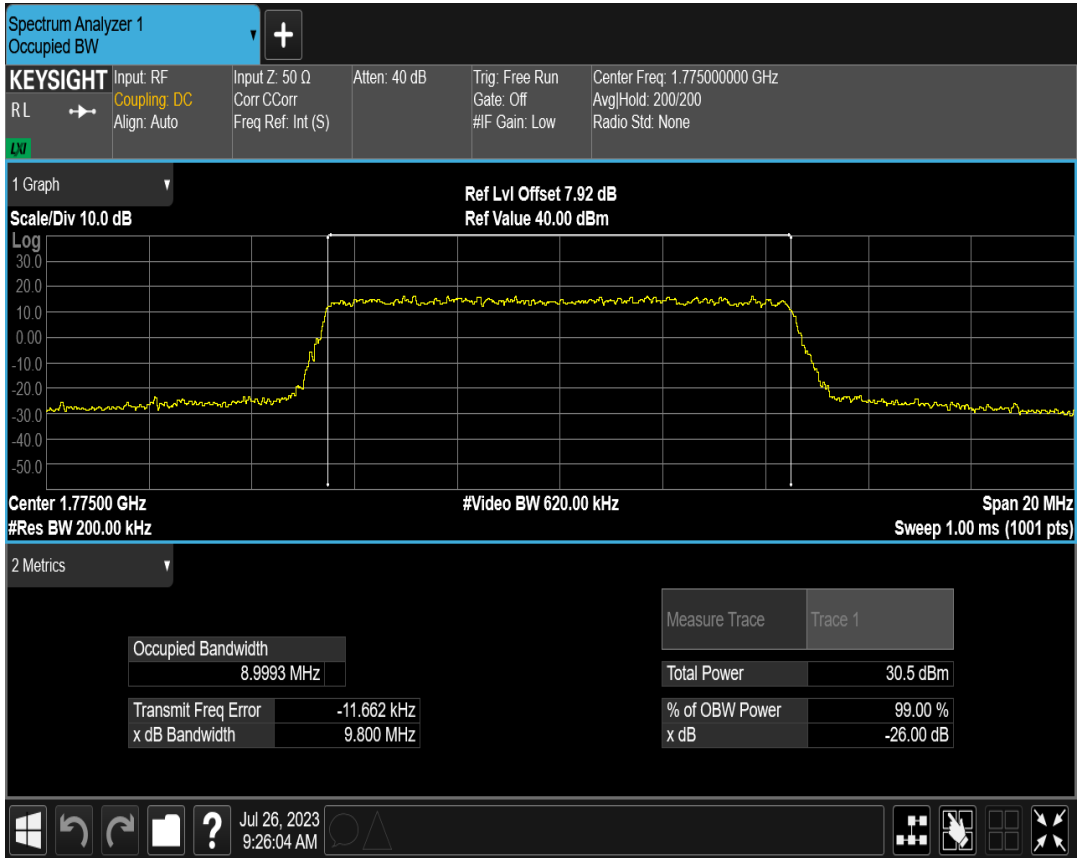 Spectrum Analyzer 1
Occupied BW
KEYSIGHT
R L
LXI
Input: RF
Coupling: DC
Align: Auto
Input Z: 50 Ω
Corr CCorr
Freq Ref: Int (S)
Atten: 40 dB
Trig: Free Run
Gate: Off
#IF Gain: Low
Center Freq: 1.775000000 GHz
Avg|Hold: 200/200
Radio Std: None
1 Graph
Scale/Div 10.0 dB
Ref Lvl Offset 7.92 dB
Ref Value 40.00 dBm
Log
30.0
20.0
10.0
0.00
-10.0
-20.0
-30.0
-40.0
-50.0
Center 1.77500 GHz
#Res BW 200.00 kHz
#Video BW 620.00 kHz
Span 20 MHz
Sweep 1.00 ms (1001 pts)
2 Metrics
Occupied Bandwidth
8.9993 MHz
Transmit Freq Error -11.662 kHz
x dB Bandwidth 9.800 MHz
Measure Trace Trace 1
Total Power 30.5 dBm
% of OBW Power 99.00 %
x dB -26.00 dB
?
Jul 26, 2023
9:26:04 AM